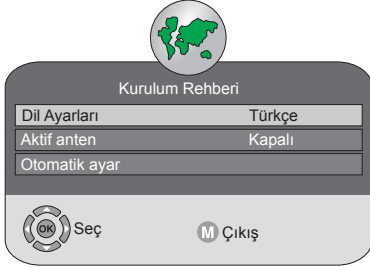 Kurulum Rehberi
Dil Ayarları Türkçe
Aktif anten Kapalı
Otomatik ayar
OK Seç M Çıkış